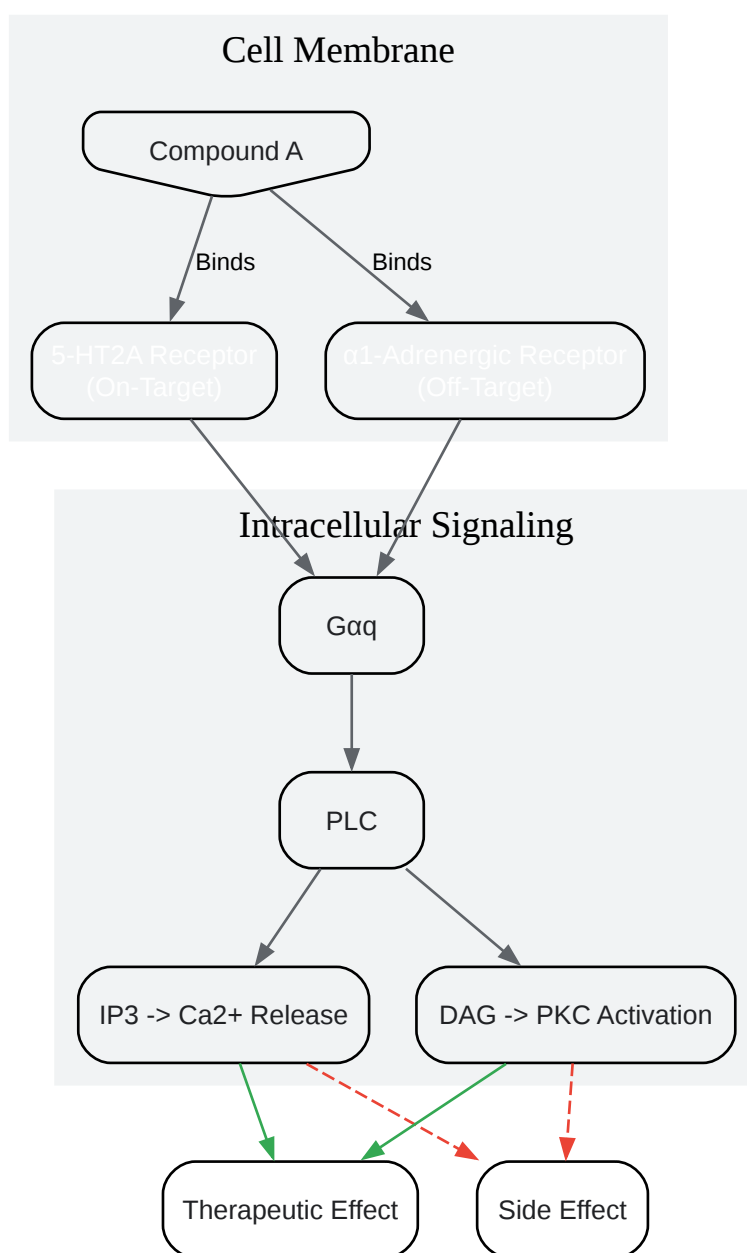 Cell Membrane
Compound A
Binds
Binds
5-HT2A Receptor
(On-Target)
α1-Adrenergic Receptor
(Off-Target)
Intracellular Signaling
Gαq
PLC
IP3 -> Ca2+ Release
DAG -> PKC Activation
Therapeutic Effect
Side Effect